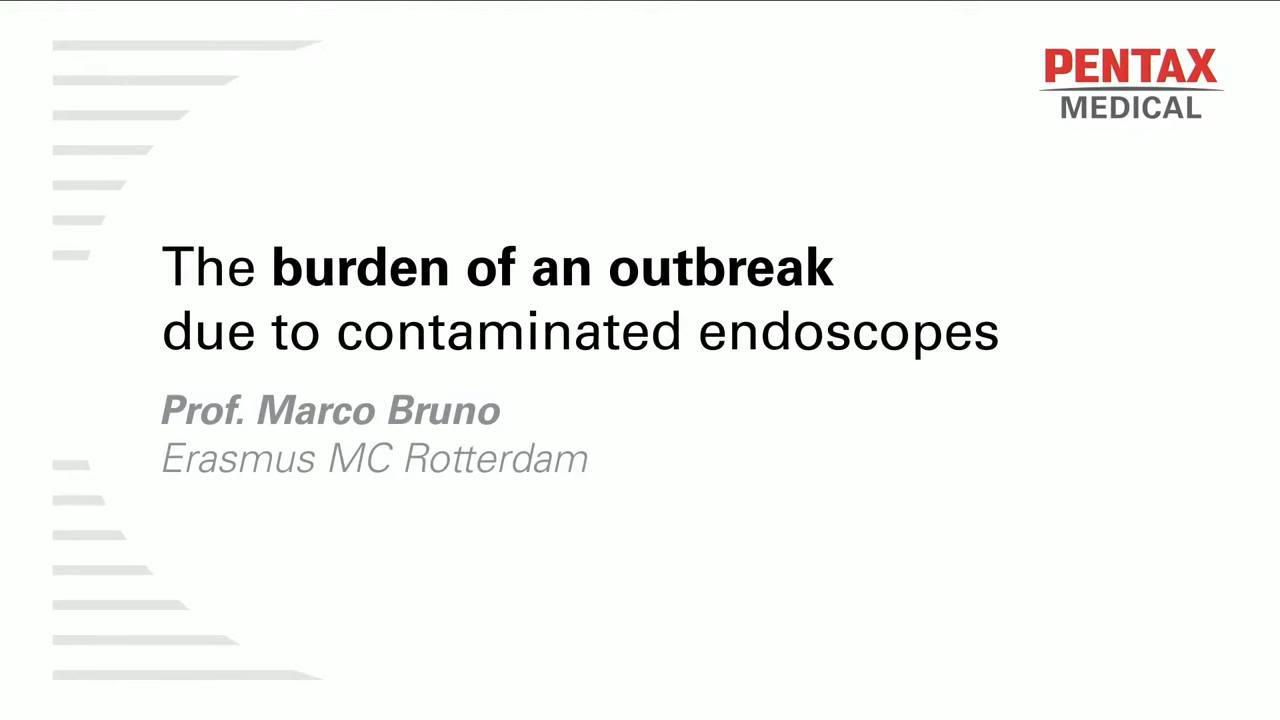 PENTAX
MEDICAL
The burden of an outbreak
due to contaminated endoscopes
Prof. Marco Bruno
Erasmus MC Rotterdam